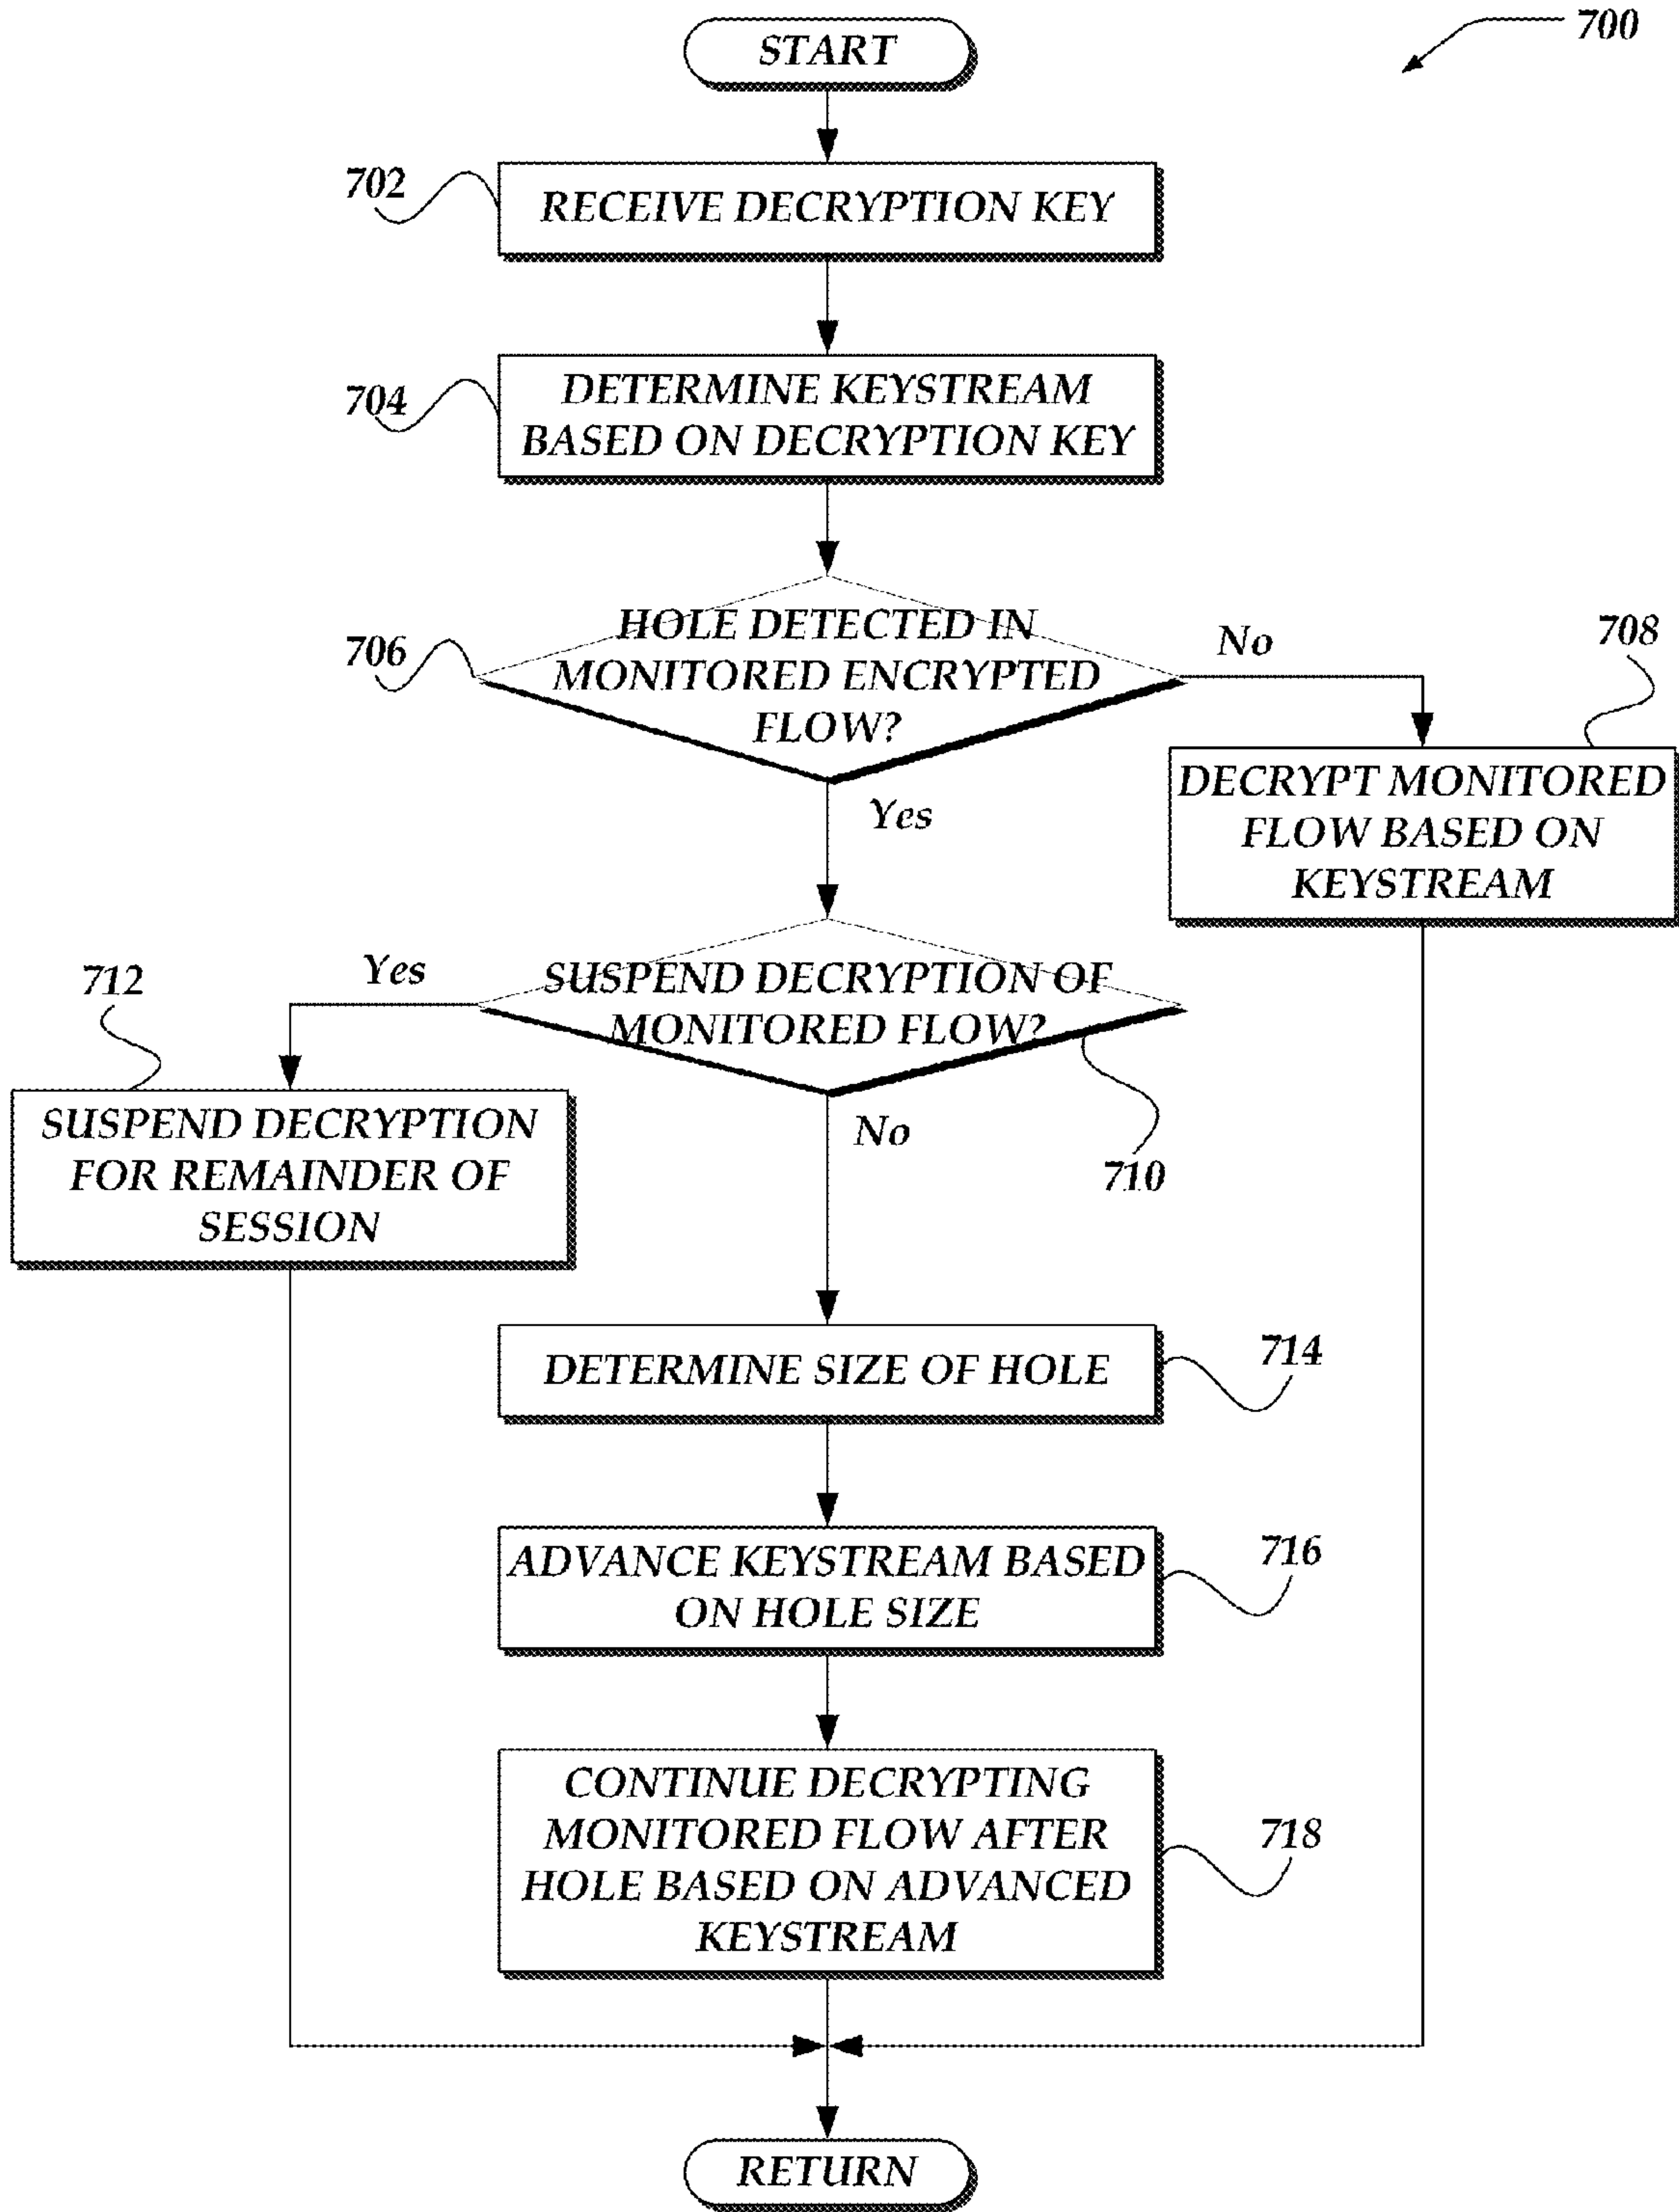 700
START
702
RECEIVE DECRYPTION KEY
704
DETERMINE KEYSTREAM
BASED ON DECRYPTION KEY
706
HOLE DETECTED IN
MONITORED ENCRYPTED
FLOW?
No
Yes
708
DECRYPT MONITORED
FLOW BASED ON
KEYSTREAM
SUSPEND DECRYPTION OF
MONITORED FLOW?
710
Yes
No
712
SUSPEND DECRYPTION
FOR REMAINDER OF
SESSION
DETERMINE SIZE OF HOLE
714
ADVANCE KEYSTREAM BASED
ON HOLE SIZE
716
CONTINUE DECRYPTING
MONITORED FLOW AFTER
HOLE BASED ON ADVANCED
KEYSTREAM
718
RETURN